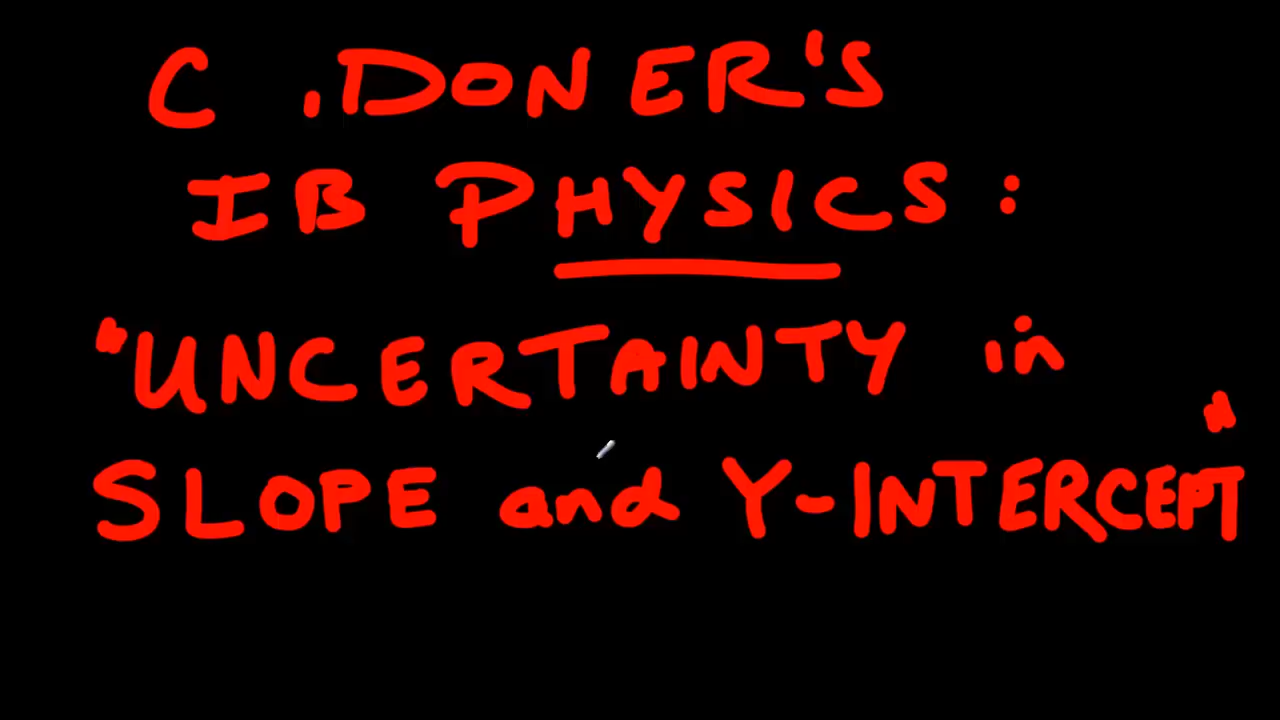 C. DONER'S
IB PHYSICS:
"UNCERTAINTY in
SLOPE and Y-INTERCEPT"